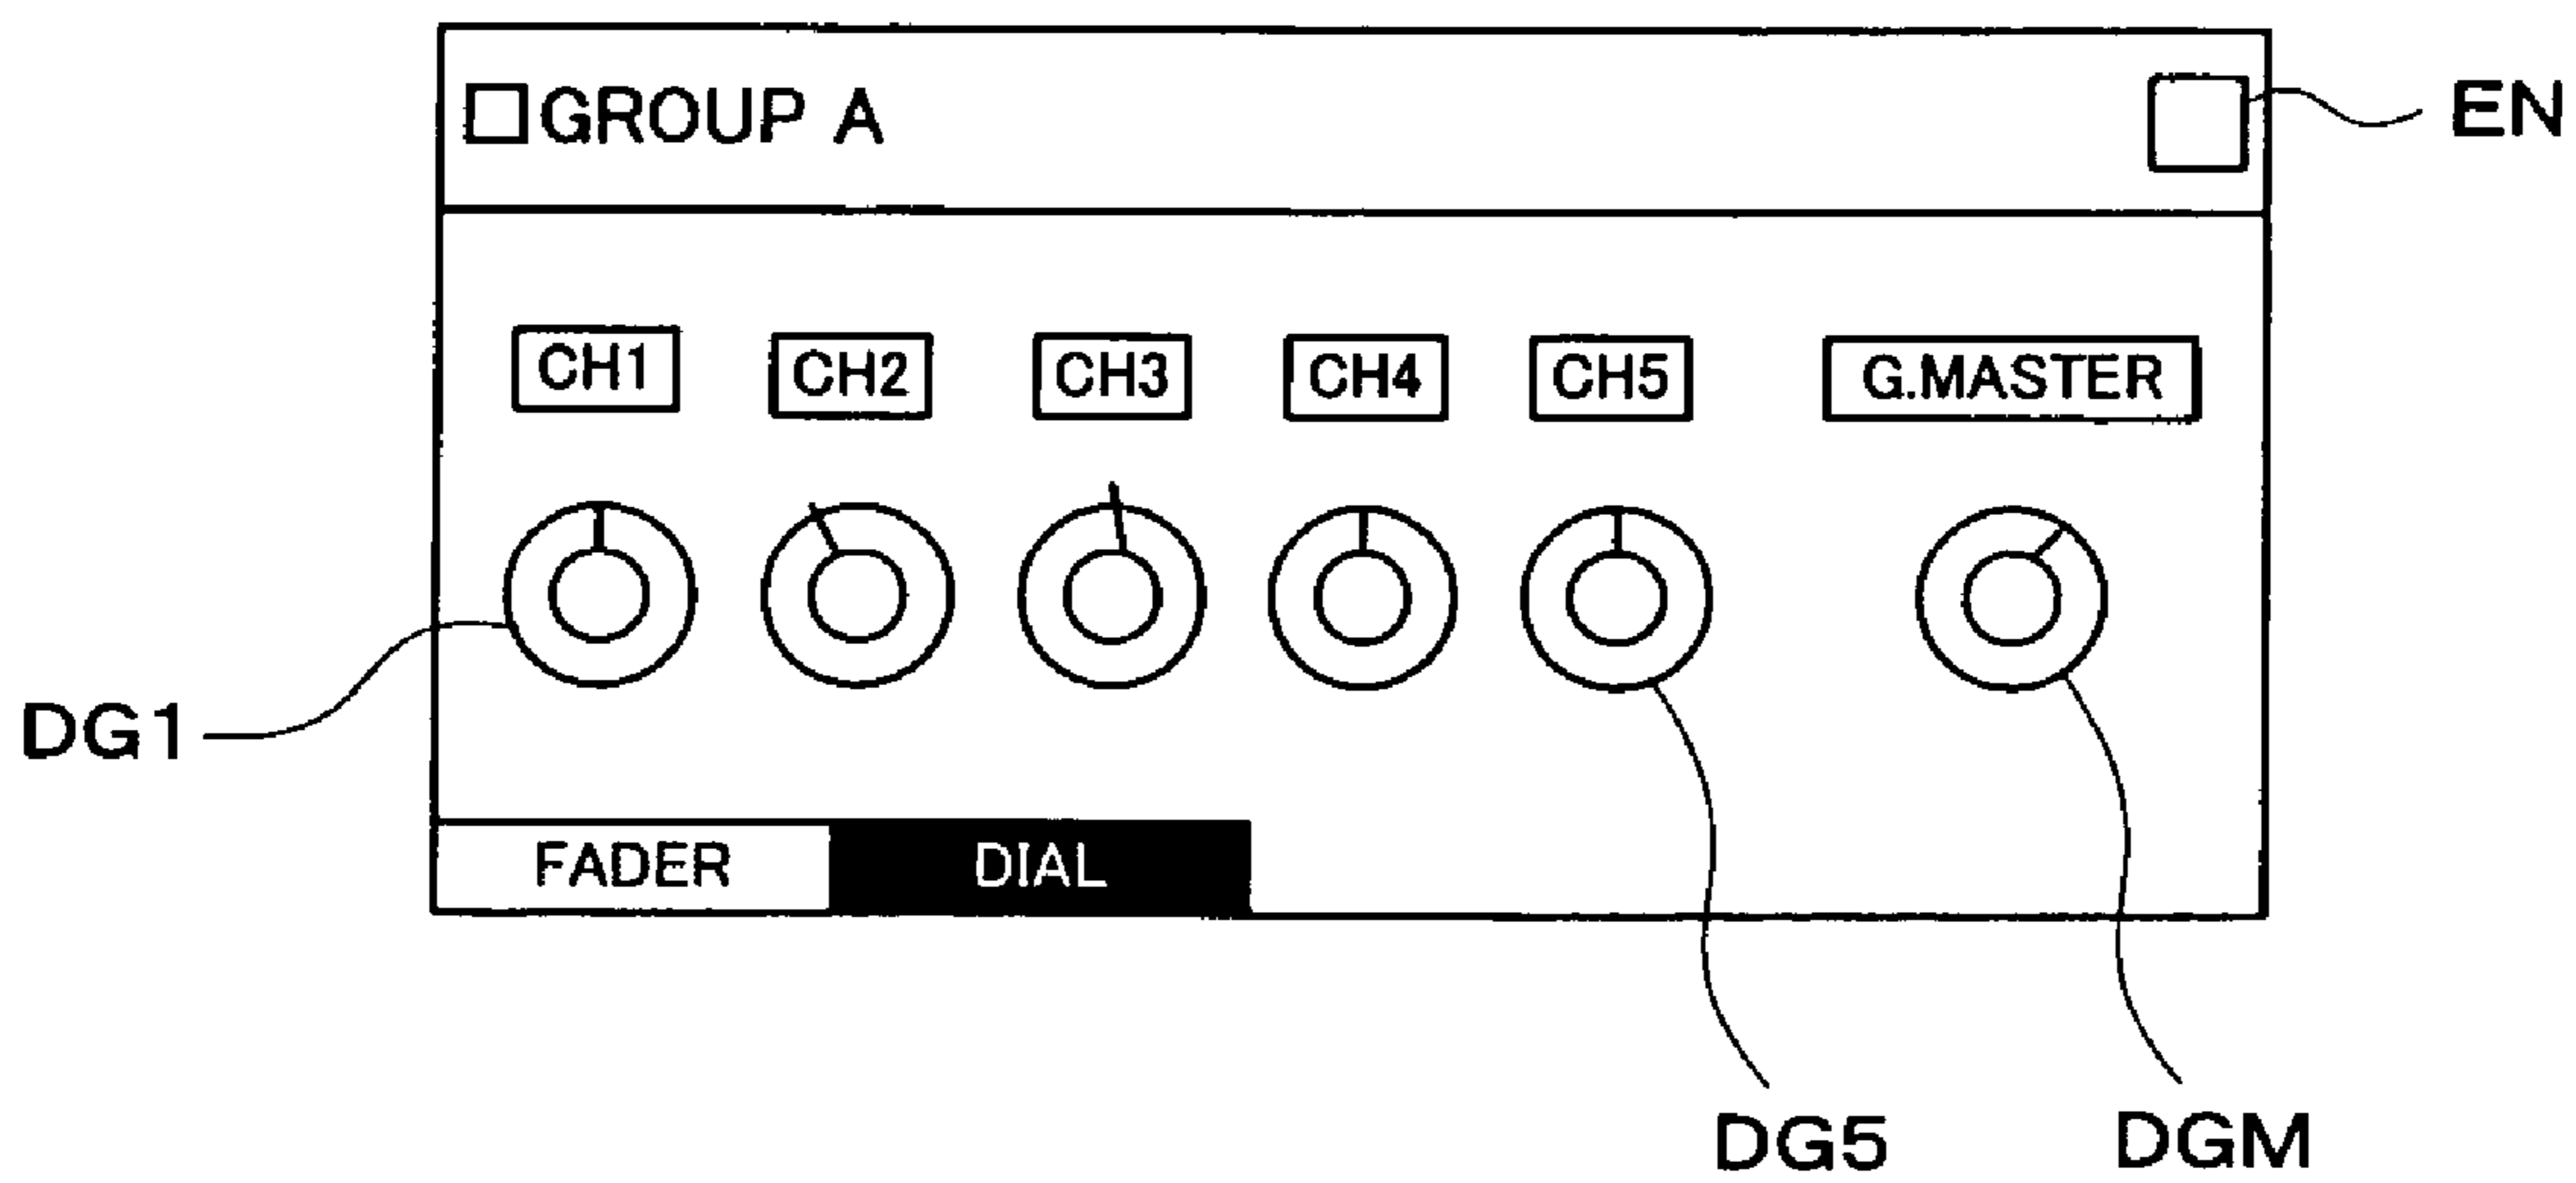 GROUP A
EN
CH1 CH2 CH3 CH4 CH5 G.MASTER
DG1
FADER DIAL
DG5 DGM